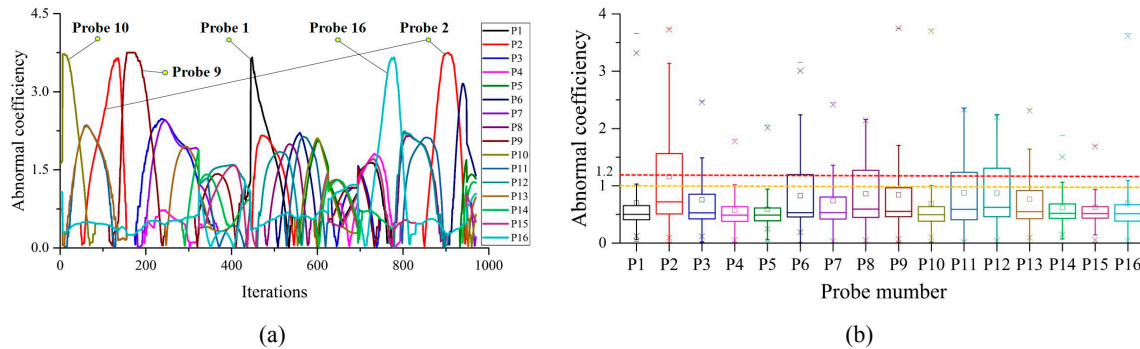 (a)
4.5
3.0
1.5
0.0
Abnormal coefficiency
Probe 10
Probe 9
Probe 1
Probe 16
Probe 2
P1
P2
P3
P4
P5
P6
P7
P8
P9
P10
P11
P12
P13
P14
P15
P16
0 200 400 600 800 1000
Iterations
(a)
(b)
4
3
2
1.2
1
0
Abnormal coefficiency
P1 P2 P3 P4 P5 P6 P7 P8 P9 P10 P11 P12 P13 P14 P15 P16
Probe mumber
(b)